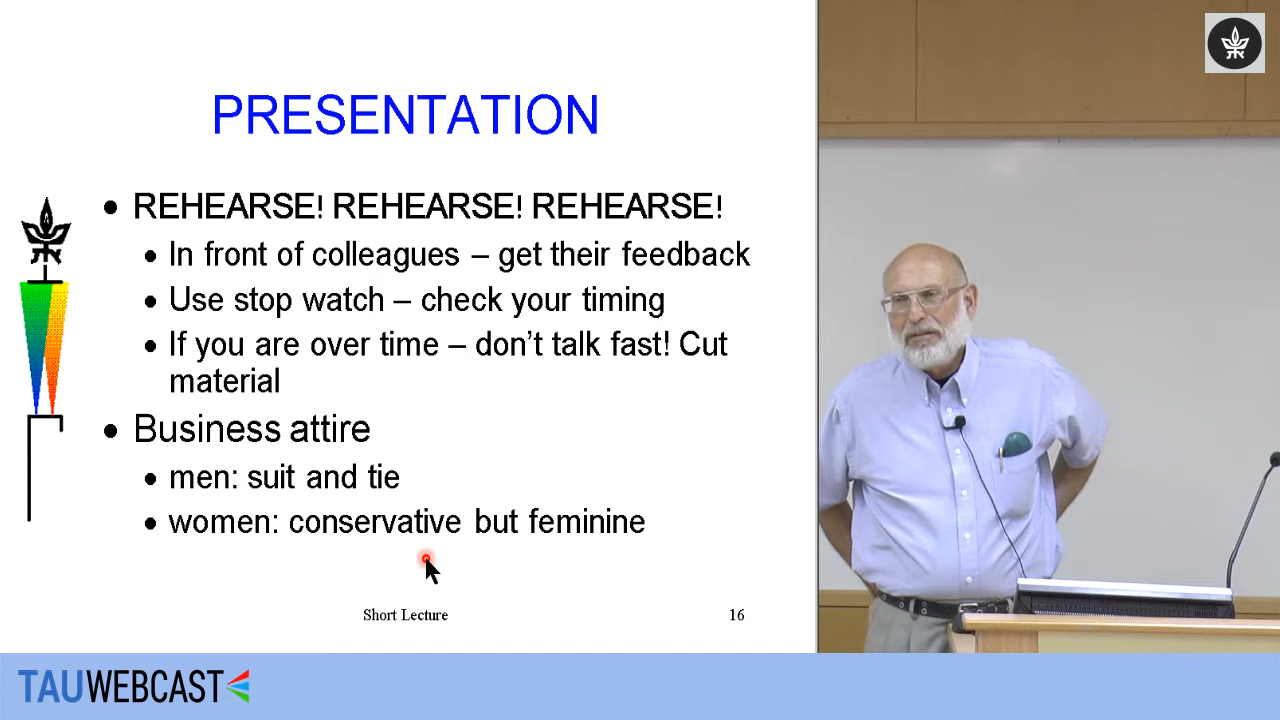 PRESENTATION
• REHEARSE! REHEARSE! REHEARSE!
• In front of colleagues – get their feedback
• Use stop watch – check your timing
• If you are over time – don't talk fast! Cut
material
• Business attire
• men: suit and tie
• women: conservative but feminine
Short Lecture 16
TAUWEBCAST